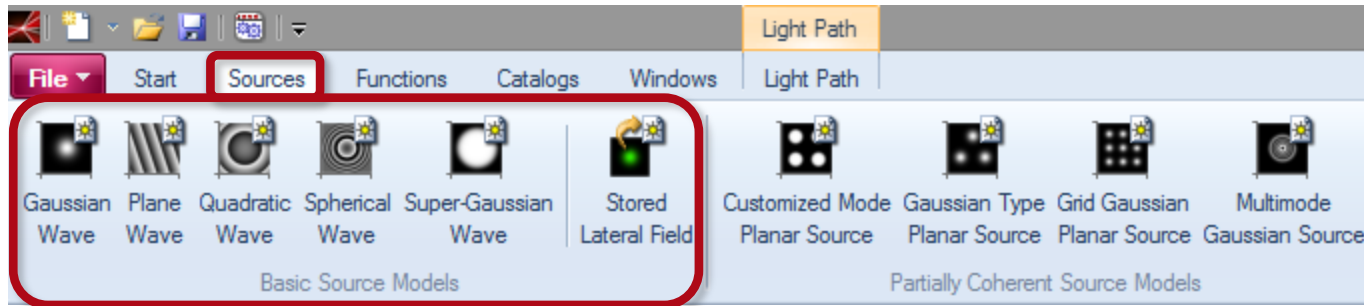 Light Path
File Start Sources Functions Catalogs Windows Light Path
Gaussian Plane Quadratic Spherical Super-Gaussian Stored Customized Mode Gaussian Type Grid Gaussian Multimode
Wave Wave Wave Wave Wave Lateral Field Planar Source Planar Source Planar Source Gaussian Source
Basic Source Models Partially Coherent Source Models